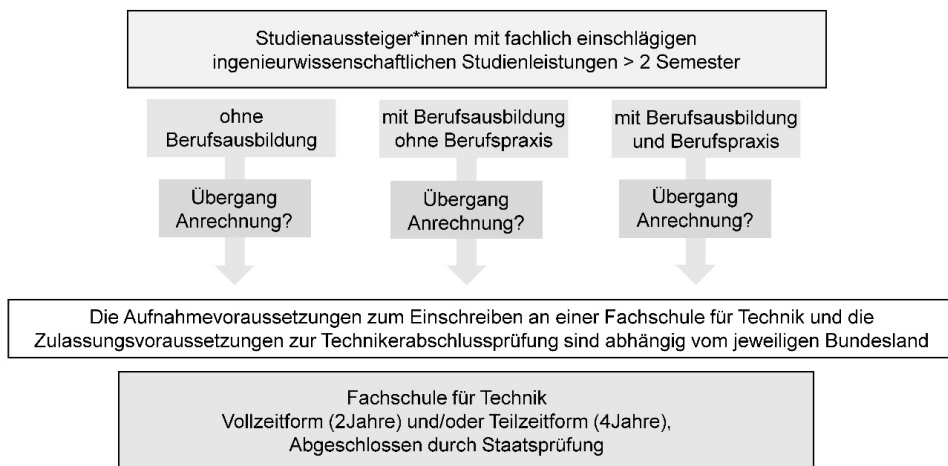 Studienaussteiger*innen mit fachlich einschlägigen
ingenieurwissenschaftlichen Studienleistungen > 2 Semester
ohne
Berufsausbildung
mit Berufsausbildung
ohne Berufspraxis
mit Berufsausbildung
und Berufspraxis
Übergang
Anrechnung?
Übergang
Anrechnung?
Übergang
Anrechnung?
Die Aufnahmevoraussetzungen zum Einschreiben an einer Fachschule für Technik und die
Zulassungsvoraussetzungen zur Technikerabschlussprüfung sind abhängig vom jeweiligen Bundesland
Fachschule für Technik
Vollzeitform (2Jahre) und/oder Teilzeitform (4Jahre),
Abgeschlossen durch Staatsprüfung